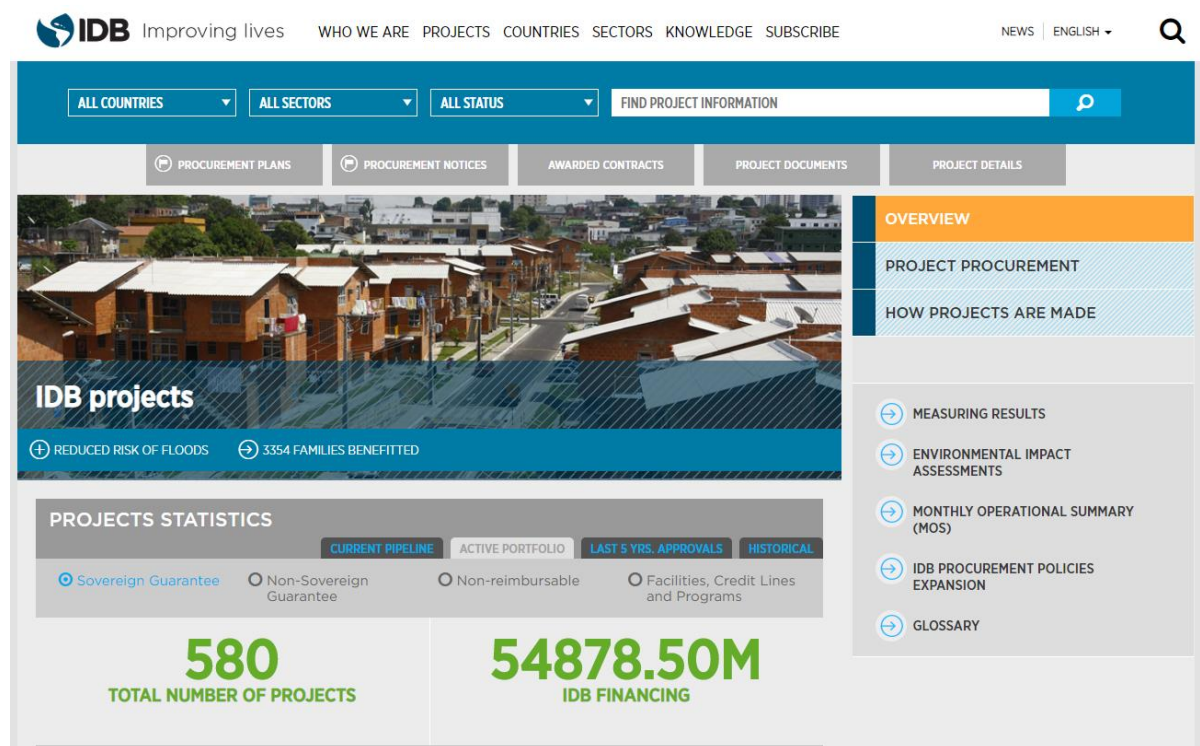 IDB Improving lives WHO WE ARE PROJECTS COUNTRIES SECTORS KNOWLEDGE SUBSCRIBE NEWS ENGLISH
ALL COUNTRIES ALL SECTORS ALL STATUS FIND PROJECT INFORMATION
PROCUREMENT PLANS PROCUREMENT NOTICES AWARDED CONTRACTS PROJECT DOCUMENTS PROJECT DETAILS
IDB projects
REDUCED RISK OF FLOODS 3354 FAMILIES BENEFITTED
OVERVIEW
PROJECT PROCUREMENT
HOW PROJECTS ARE MADE
MEASURING RESULTS
ENVIRONMENTAL IMPACT
ASSESSMENTS
MONTHLY OPERATIONAL SUMMARY
(MOS)
IDB PROCUREMENT POLICIES
EXPANSION
GLOSSARY
PROJECTS STATISTICS
CURRENT PIPELINE ACTIVE PORTFOLIO LAST 5 YRS. APPROVALS HISTORICAL
Sovereign Guarantee Non-Sovereign Non-reimbursable Facilities, Credit Lines
Guarantee and Programs
580 54878.50M
TOTAL NUMBER OF PROJECTS IDB FINANCING